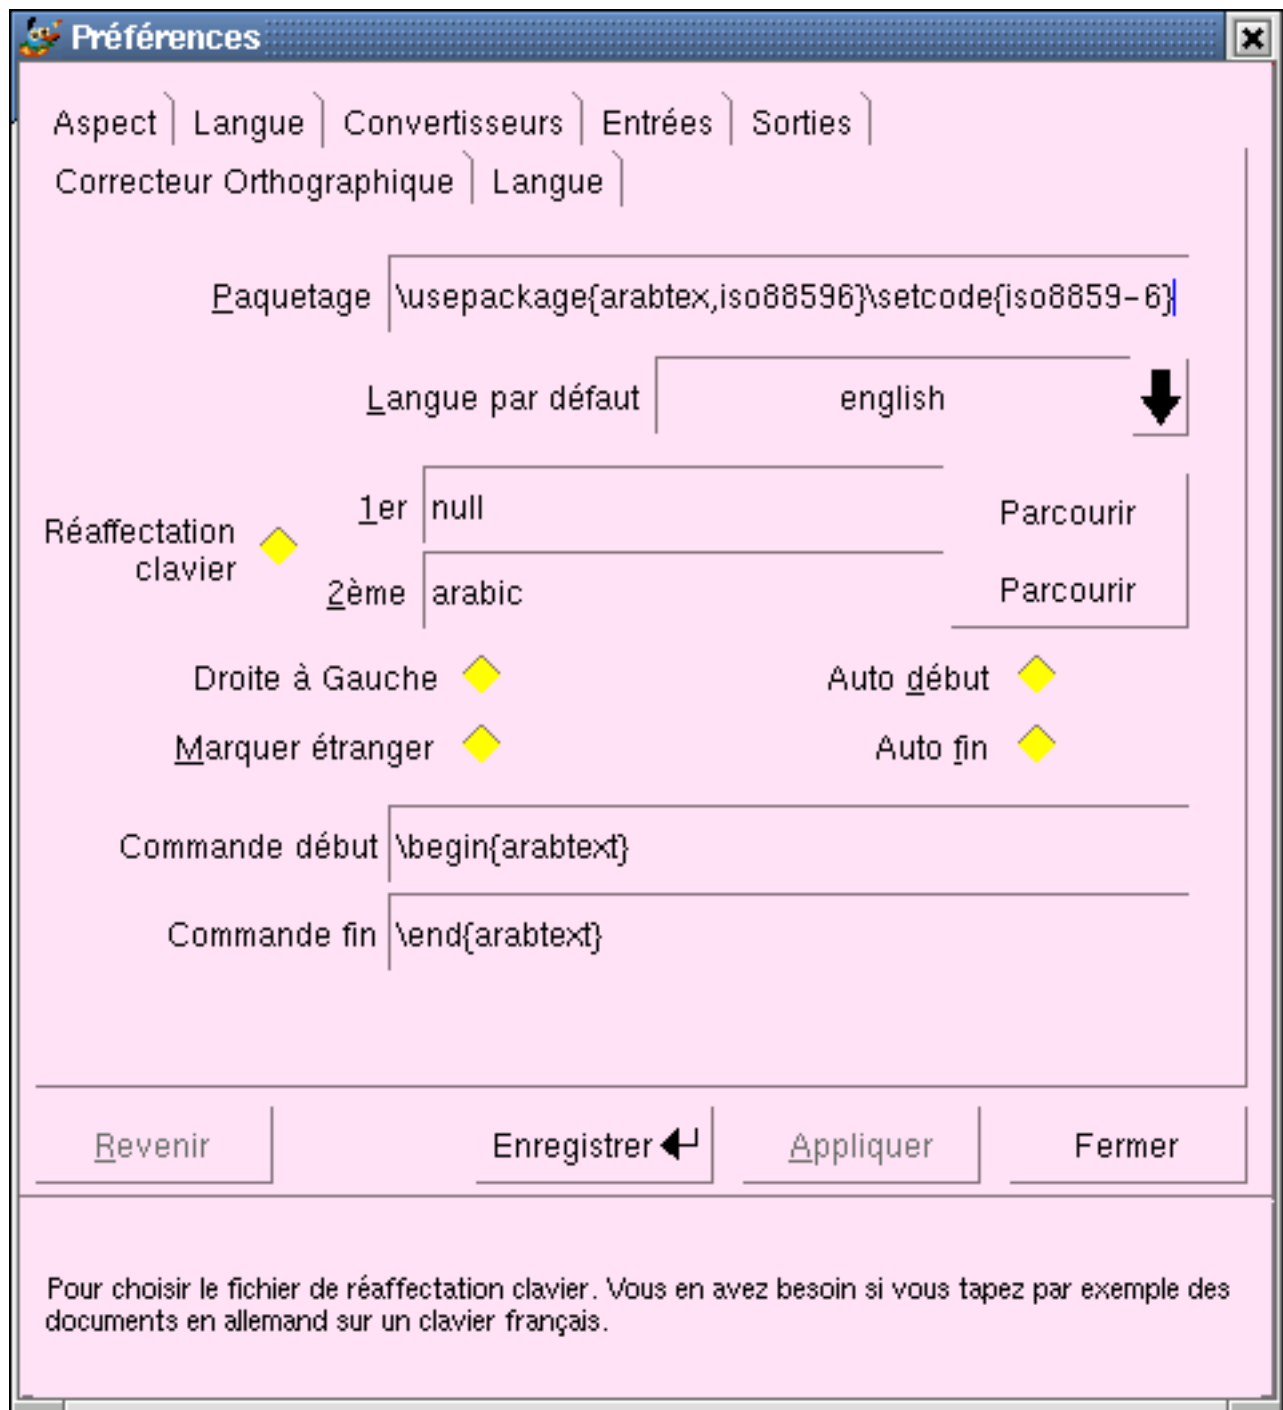 Préférences
Aspect Langue Convertisseurs Entrées Sorties
Correcteur Orthographique Langue
Paquetage \usepackage{arabtex,iso88596}\setcode{iso8859-6}
Langue par défaut english
1er null Parcourir
Réaffectation
clavier
2ème arabic Parcourir
Droite à Gauche Auto début
Marquer étranger Auto fin
Commande début \begin{arabtext}
Commande fin \end{arabtext}
Revenir Enregistrer Appliquer Fermer
Pour choisir le fichier de réaffectation clavier. Vous en avez besoin si vous tapez par exemple des
documents en allemand sur un clavier français.